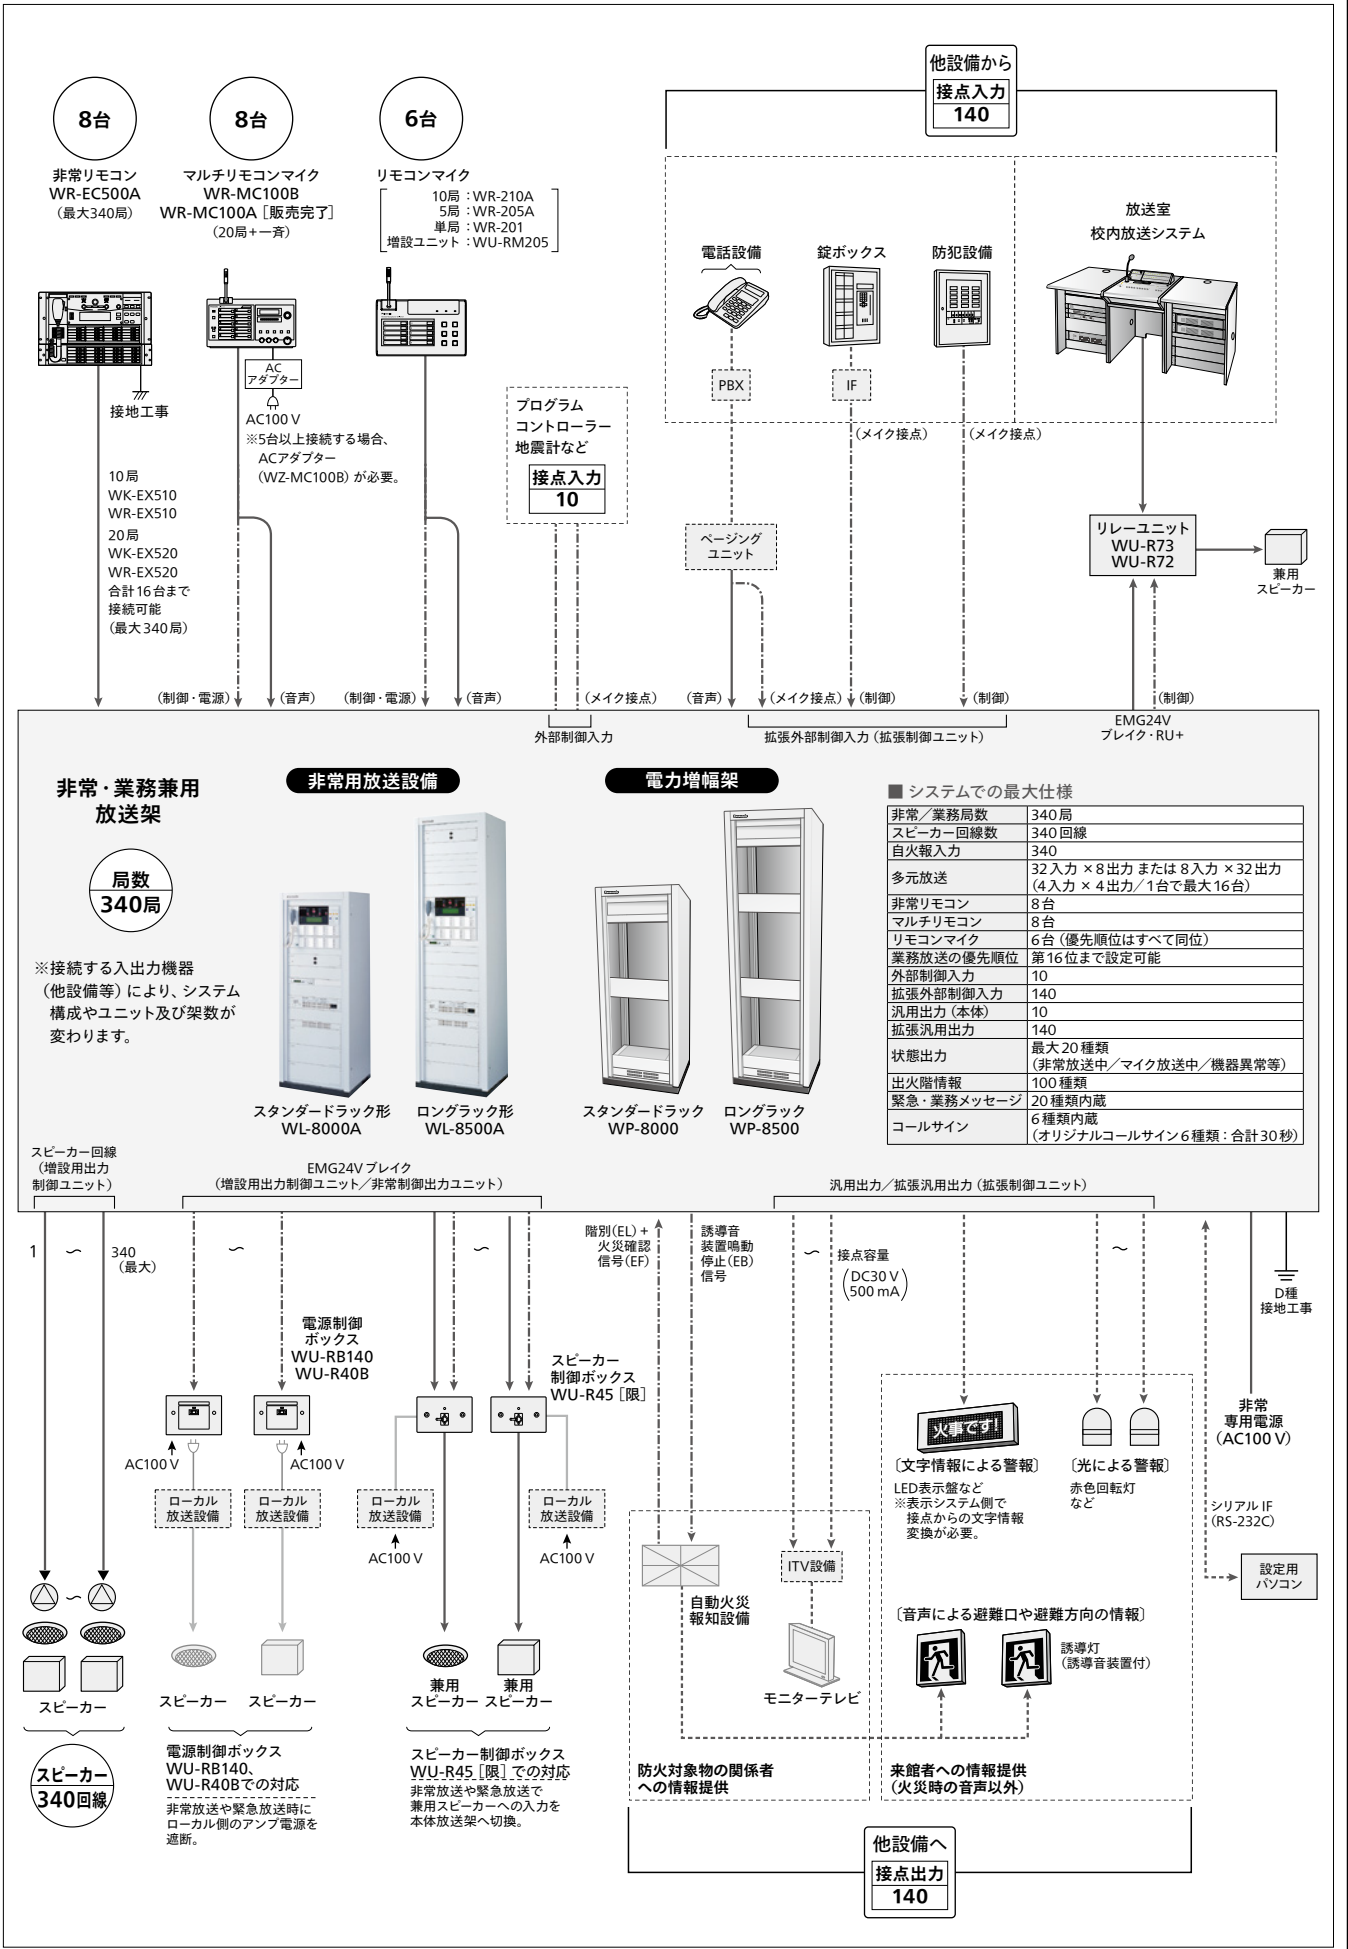 他設備から
接点入力
140
8台
非常リモコン
WR-EC500A
(最大340局)
8台
マルチリモコンマイク
WR-MC100B
WR-MC100A［販売完了］
(20局+一斉)
6台
リモコンマイク
10局：WR-210A
5局：WR-205A
単局：WR-201
増設ユニット：WU-RM205
電話設備
錠ボックス
防犯設備
放送室
校内放送システム
接地工事
AC
アダプター
AC100 V
※5台以上接続する場合、
ACアダプター
(WZ-MC100B) が必要。
プログラム
コントローラー
地震計など
接点入力
10
PBX
IF
(メイク接点)
(メイク接点)
10局
WK-EX510
WR-EX510
20局
WK-EX520
WR-EX520
合計16台まで
接続可能
(最大340局)
ページング
ユニット
リレーユニット
WU-R73
WU-R72
兼用
スピーカー
(制御・電源)
(音声)
(制御・電源)
(音声)
(メイク接点)
(音声)
(メイク接点)
(制御)
(制御)
(制御)
外部制御入力
拡張外部制御入力 (拡張制御ユニット)
EMG24V
ブレイク・RU+
非常・業務兼用
放送架
局数
340局
※接続する入出力機器
(他設備等) により、システム
構成やユニット及び架数が
変わります。
非常用放送設備
スタンダードラック形
WL-8000A
ロングラック形
WL-8500A
電力増幅架
スタンダードラック
WP-8000
ロングラック
WP-8500
■ システムでの最大仕様
非常／業務局数 340局
スピーカー回線数 340回線
自火報入力 340
多元放送 32入力 ×8出力 または 8入力 ×32出力
(4入力 × 4出力／1台で最大16台)
非常リモコン 8台
マルチリモコン 8台
リモコンマイク 6台 (優先順位はすべて同位)
業務放送の優先順位 第16位まで設定可能
外部制御入力 10
拡張外部制御入力 140
汎用出力 (本体) 10
拡張汎用出力 140
状態出力 最大20種類
(非常放送中／マイク放送中／機器異常等)
出火階情報 100種類
緊急・業務メッセージ 20種類内蔵
コールサイン 6種類内蔵
(オリジナルコールサイン6種類：合計30秒)
スピーカー回線
(増設用出力
制御ユニット)
EMG24V ブレイク
(増設用出力制御ユニット／非常制御出力ユニット)
汎用出力／拡張汎用出力 (拡張制御ユニット)
1
～
340
(最大)
～
～
階別(EL)+
火災確認
信号(EF)
誘導音
装置鳴動
停止(EB)
信号
～
接点容量
(DC30 V
500 mA)
～
D種
接地工事
電源制御
ボックス
WU-RB140
WU-R40B
スピーカー
制御ボックス
WU-R45［限］
AC100 V
AC100 V
ローカル
放送設備
ローカル
放送設備
ローカル
放送設備
AC100 V
ローカル
放送設備
AC100 V
火事です!
〔文字情報による警報〕
LED表示盤など
※表示システム側で
接点からの文字情報
変換が必要。
〔光による警報〕
赤色回転灯
など
非常
専用電源
(AC100 V)
シリアル IF
(RS-232C)
設定用
パソコン
自動火災
報知設備
ITV設備
モニターテレビ
〔音声による避難口や避難方向の情報〕
誘導灯
(誘導音装置付)
～
スピーカー
スピーカー
スピーカー
兼用
スピーカー
兼用
スピーカー
スピーカー
340回線
電源制御ボックス
WU-RB140、
WU-R40Bでの対応
非常放送や緊急放送時に
ローカル側のアンプ電源を
遮断。
スピーカー制御ボックス
WU-R45［限］での対応
非常放送や緊急放送で
兼用スピーカーへの入力を
本体放送架へ切換。
防火対象物の関係者
への情報提供
来館者への情報提供
(火災時の音声以外)
他設備へ
接点出力
140